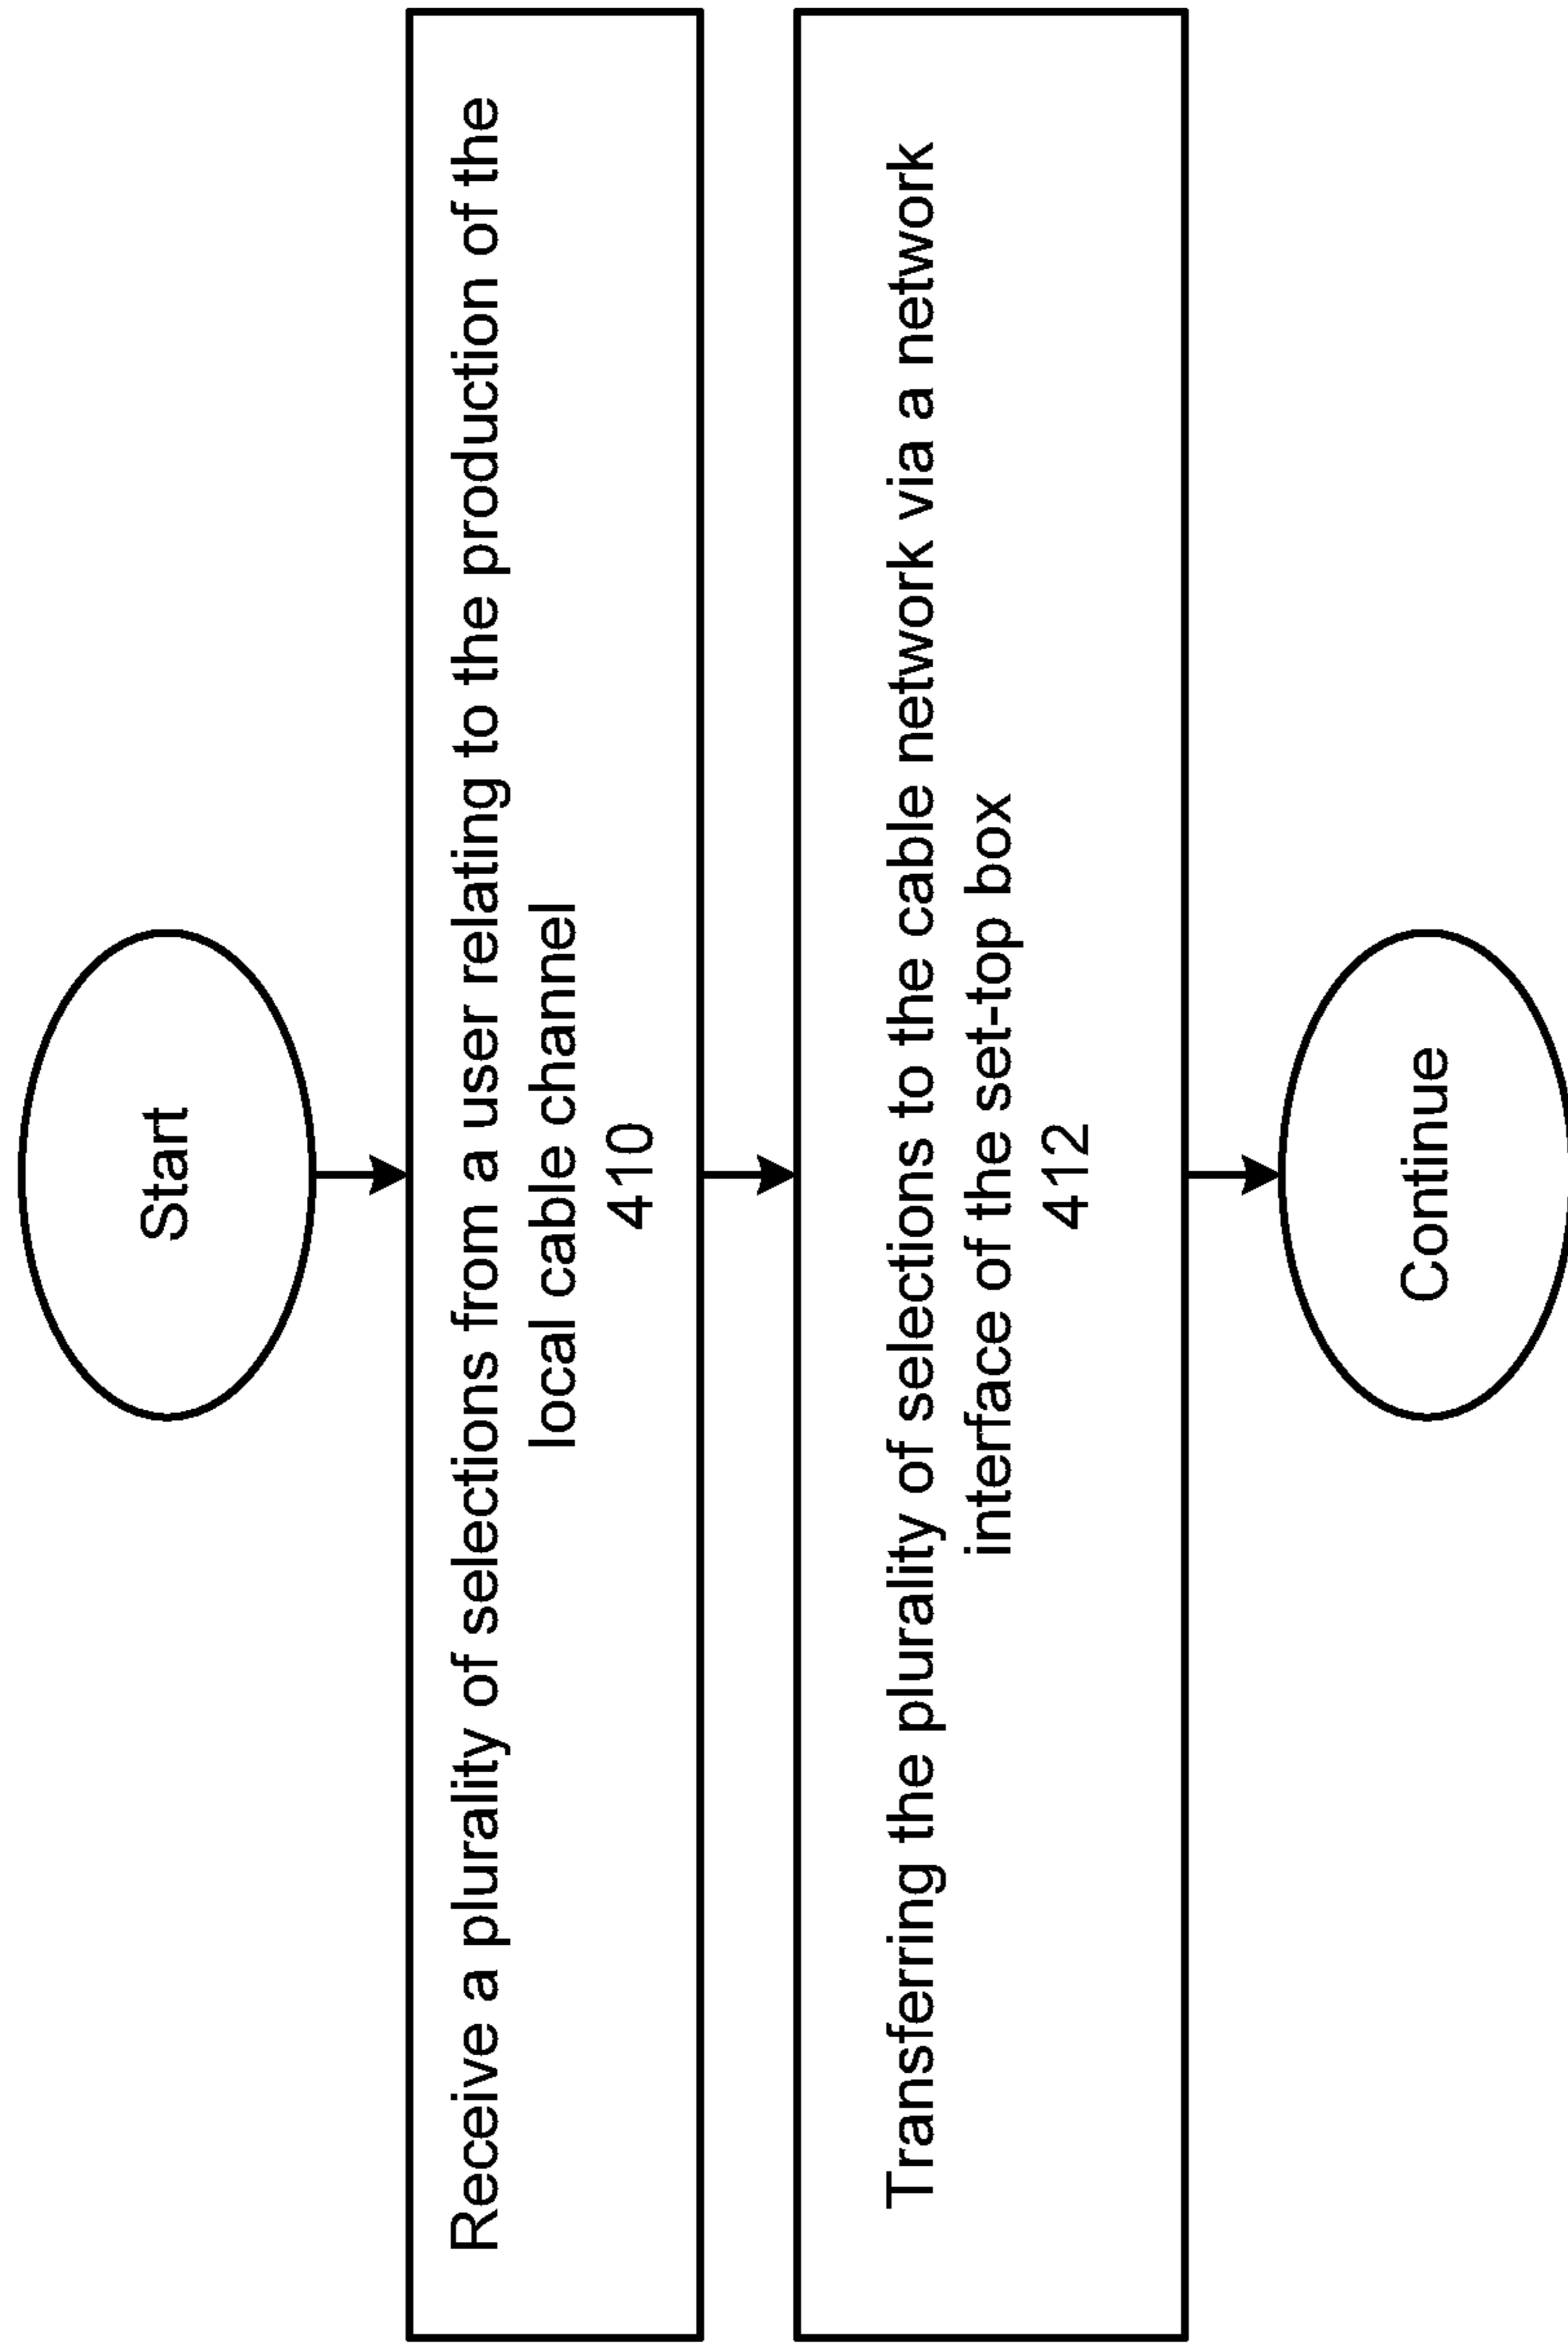 Start
Receive a plurality of selections from a user relating to the production of the
local cable channel
410
Transferring the plurality of selections to the cable network via a network
interface of the set-top box
412
Continue